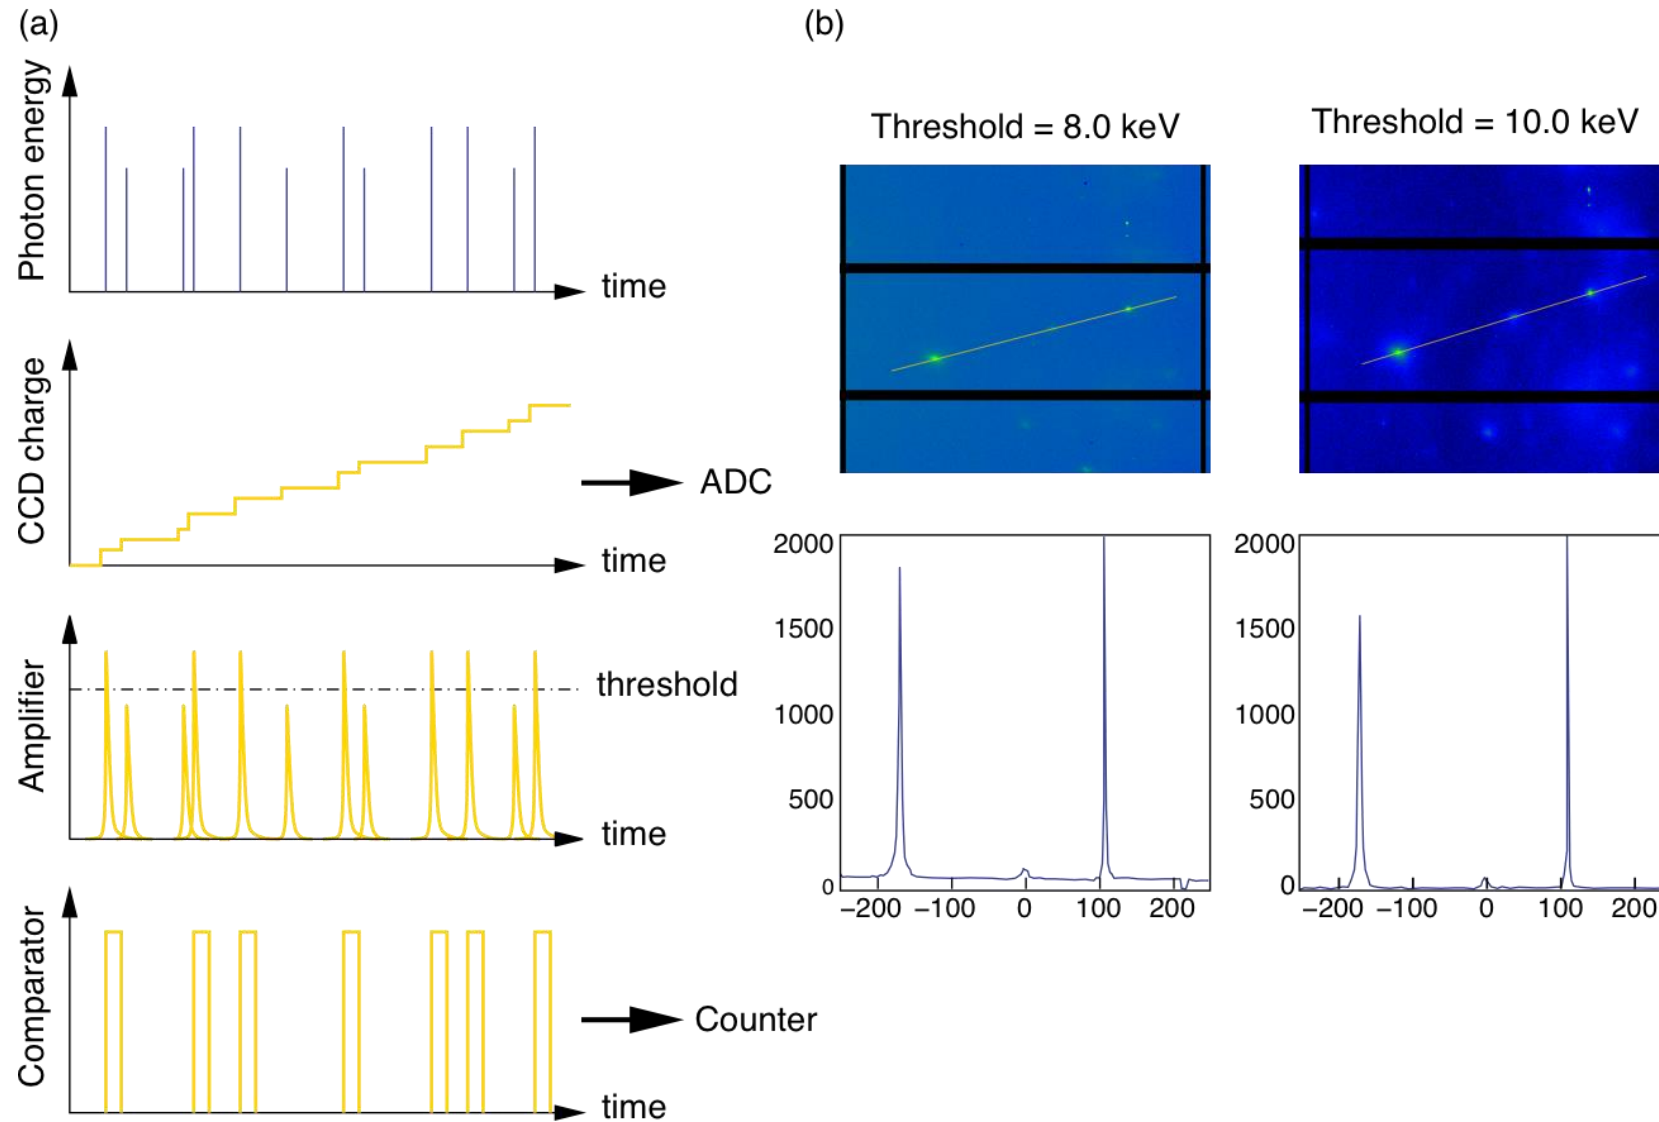 (a)
Photon energy
time
CCD charge
ADC
time
Amplifier
threshold
time
Comparator
Counter
time
(b)
Threshold = 8.0 keV
Threshold = 10.0 keV
2000
1500
1000
500
0
−200 −100 0 100 200
2000
1500
1000
500
0
−200 −100 0 100 200